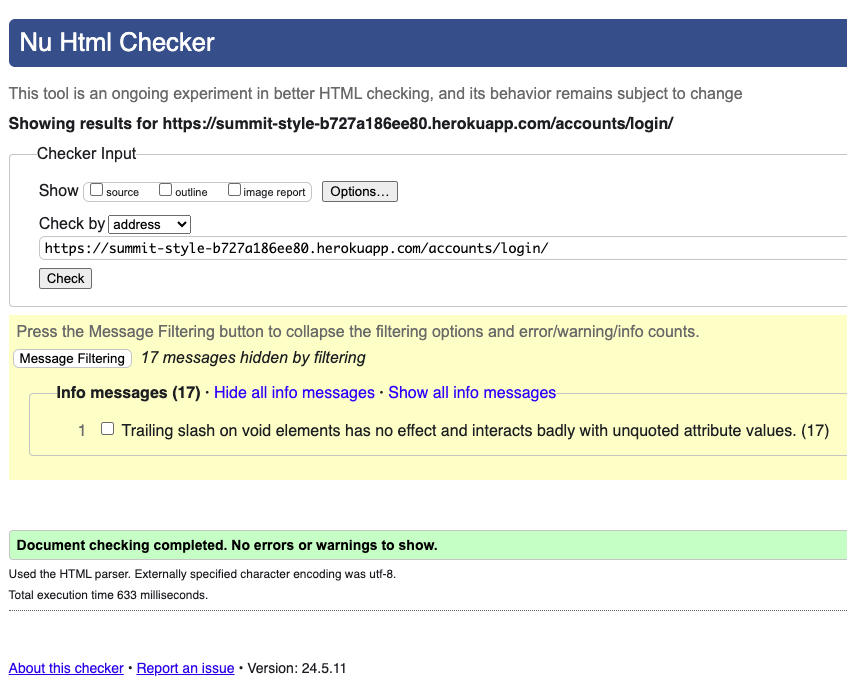 Nu Html Checker
This tool is an ongoing experiment in better HTML checking, and its behavior remains subject to change
Showing results for https://summit-style-b727a186ee80.herokuapp.com/accounts/login/
Checker Input
Show source outline image report Options...
Check by address
https://summit-style-b727a186ee80.herokuapp.com/accounts/login/
Check
Press the Message Filtering button to collapse the filtering options and error/warning/info counts.
Message Filtering 17 messages hidden by filtering
Info messages (17) · Hide all info messages · Show all info messages
1 Trailing slash on void elements has no effect and interacts badly with unquoted attribute values. (17)
Document checking completed. No errors or warnings to show.
Used the HTML parser. Externally specified character encoding was utf-8.
Total execution time 633 milliseconds.
About this checker • Report an issue • Version: 24.5.11